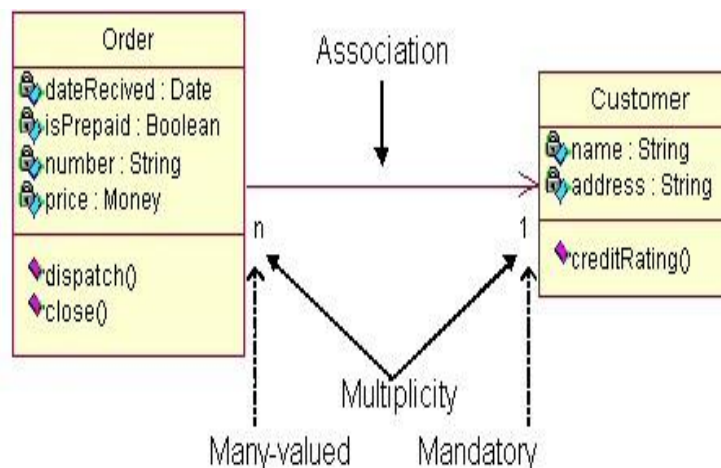 Order
dateRecived : Date
isPrepaid : Boolean
number : String
price : Money
dispatch()
close()
Association
Customer
name : String
address : String
creditRating()
n
1
Multiplicity
Many-valued
Mandatory